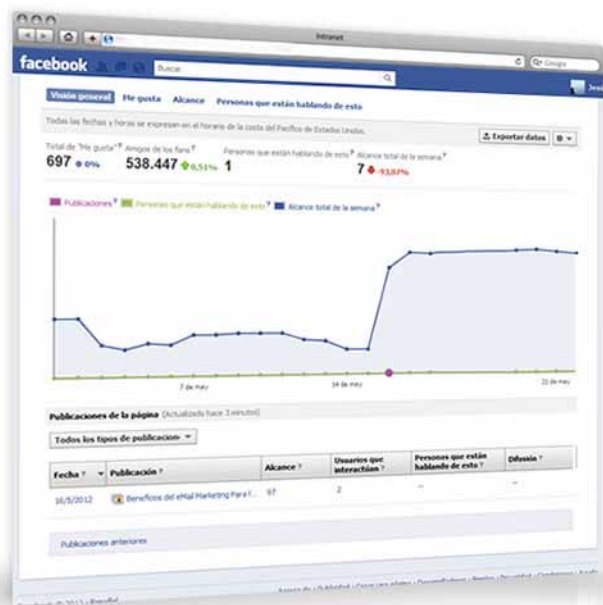 Intranet
Google
facebook
Buscar
Jesú
Visión general Me gusta Alcance Personas que están hablando de esto
Todas las fechas y horas se expresan en el horario de la costa del Pacífico de Estados Unidos.
Exportar datos
Total de "Me gusta"? Amigos de los fans? Personas que están hablando de esto? Alcance total de la semana?
697 0% 538.447 0,51% 1 7 -93,07%
Publicaciones? Personas que están hablando de esto? Alcance total de la semana?
7 de may 14 de may 21 de may
Publicaciones de la página (Actualizada hace 3 minutos)
Todos los tipos de publicacion
Fecha? Publicación? Alcance? Usuarios que interactúan? Personas que están hablando de esto? Difusión?
16/5/2012 Beneficios del eMail Marketing Para l... 97 2 -- --
Publicaciones anteriores